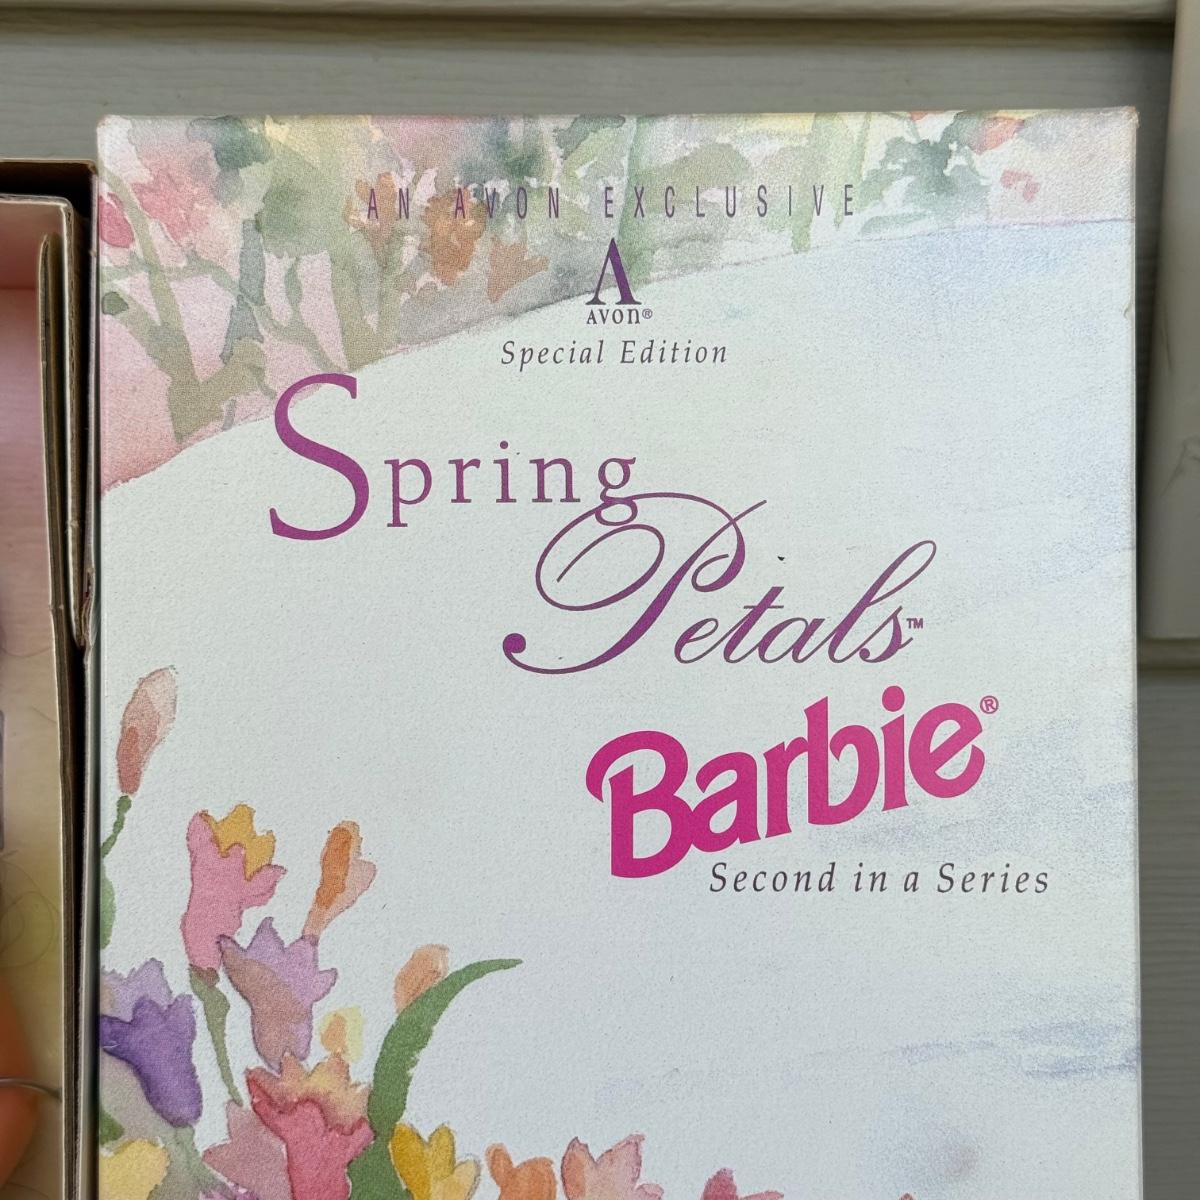 AN AVON EXCLUSIVE
A
AVON®
Special Edition
Spring
Petals™
Barbie®
Second in a Series